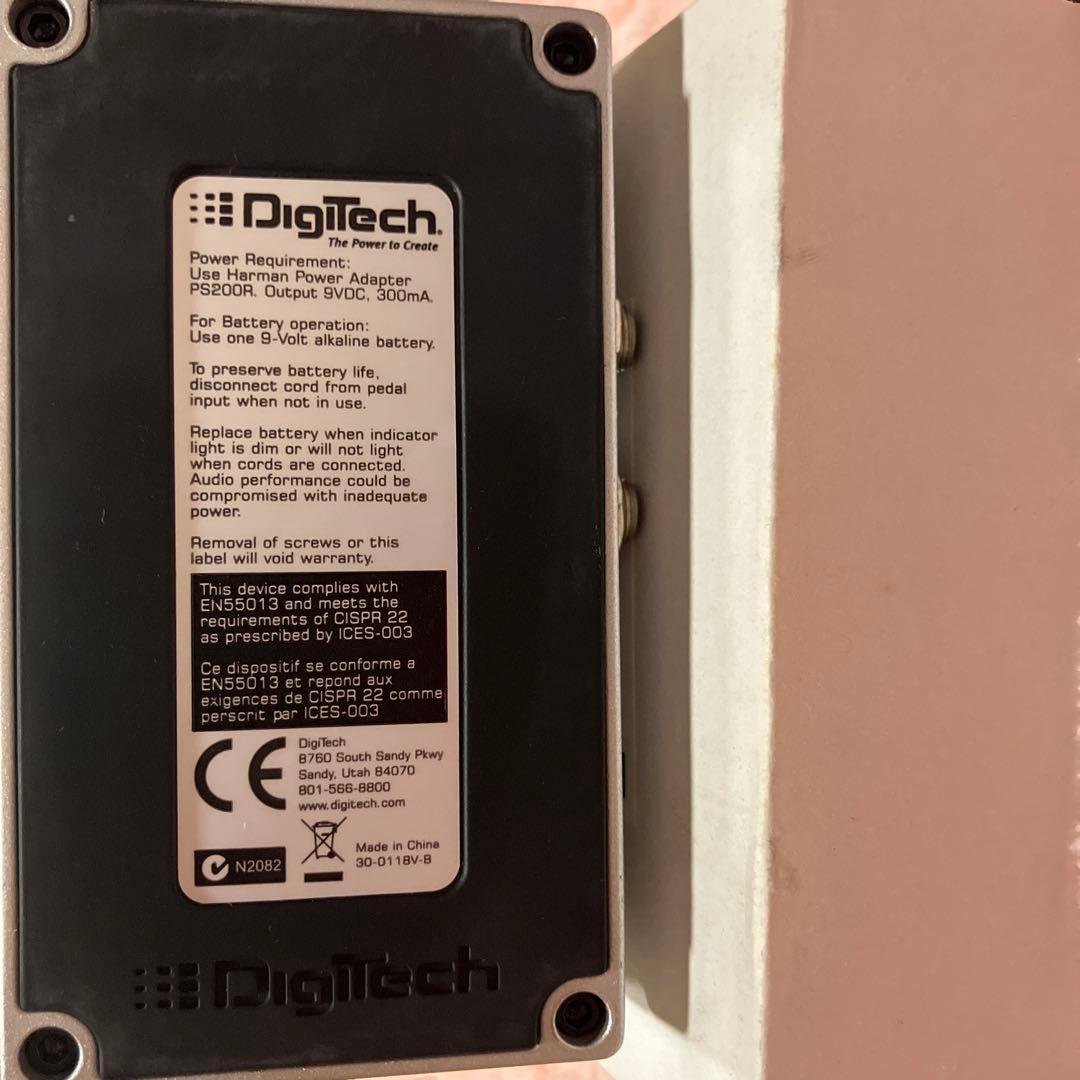 DigiTech®
The Power to Create
Power Requirement:
Use Harman Power Adapter
PS200R. Output 9VDC, 300mA.
For Battery operation:
Use one 9-Volt alkaline battery.
To preserve battery life,
disconnect cord from pedal
input when not in use.
Replace battery when indicator
light is dim or will not light
when cords are connected.
Audio performance could be
compromised with inadequate
power.
Removal of screws or this
label will void warranty.
This device complies with
EN55013 and meets the
requirements of CISPR 22
as prescribed by ICES-003
Ce dispositif se conforme a
EN55013 et repond aux
exigences de CISPR 22 comme
perscrit par ICES-003
CE
DigiTech
8760 South Sandy Pkwy
Sandy, Utah 84070
801-566-8800
www.digitech.com
N2082
Made in China
30-0118V-B
DigiTech